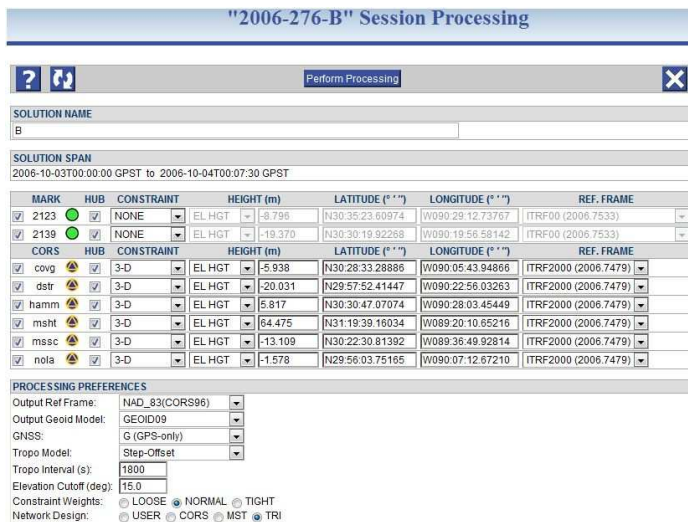 "2006-276-B" Session Processing
? Perform Processing X
SOLUTION NAME
B
SOLUTION SPAN
2006-10-03T00:00:00 GPST to 2006-10-04T00:07:30 GPST
MARK HUB CONSTRAINT HEIGHT (m) LATITUDE (° ' ") LONGITUDE (° ' ") REF. FRAME
2123 NONE EL HGT -8.796 N30:35:23.60974 W090:29:12.73767 ITRF00 (2006.7533)
2139 NONE EL HGT -19.370 N30:30:19.92268 W090:19:56.58142 ITRF00 (2006.7533)
CORS HUB CONSTRAINT HEIGHT (m) LATITUDE (° ' ") LONGITUDE (° ' ") REF. FRAME
covg 3-D EL HGT -5.938 N30:28:33.28886 W090:05:43.94866 ITRF2000 (2006.7479)
dstr 3-D EL HGT -20.031 N29:57:52.41447 W090:22:56.03263 ITRF2000 (2006.7479)
hamm 3-D EL HGT 5.817 N30:30:47.07074 W090:28:03.45449 ITRF2000 (2006.7479)
msht 3-D EL HGT 64.475 N31:19:39.16034 W089:20:10.65216 ITRF2000 (2006.7479)
mssc 3-D EL HGT -13.109 N30:22:30.81392 W089:36:49.92814 ITRF2000 (2006.7479)
nola 3-D EL HGT -1.578 N29:56:03.75165 W090:07:12.67210 ITRF2000 (2006.7479)
PROCESSING PREFERENCES
Output Ref Frame: NAD_83(CORS96)
Output Geoid Model: GEOID09
GNSS: G (GPS-only)
Tropo Model: Step-Offset
Tropo Interval (s): 1800
Elevation Cutoff (deg): 15.0
Constraint Weights: LOOSE NORMAL TIGHT
Network Design: USER CORS MST TRI